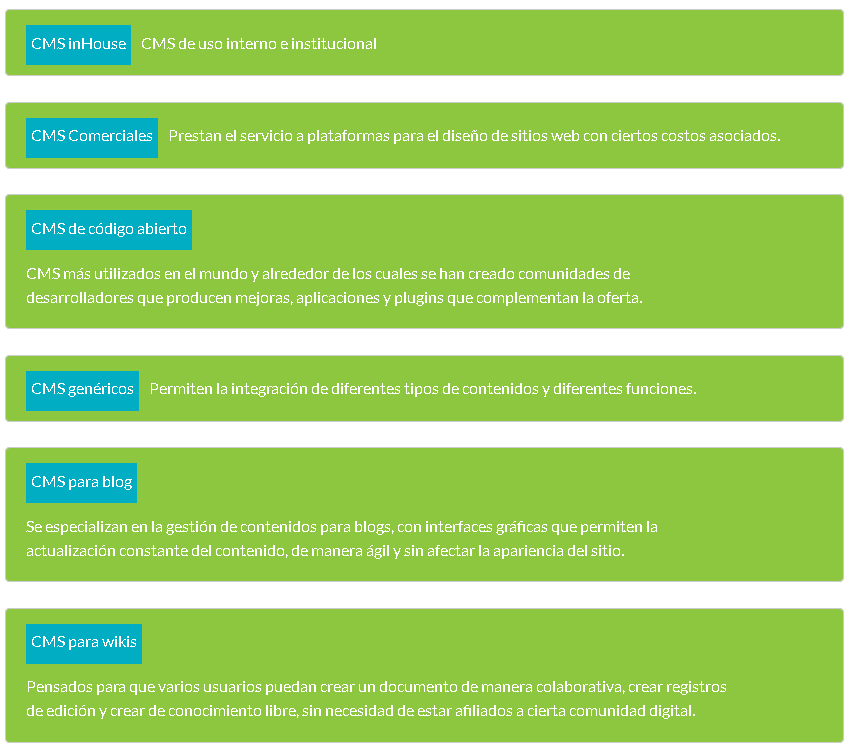 CMS inHouse CMS de uso interno e institucional
CMS Comerciales Prestan el servicio a plataformas para el diseño de sitios web con ciertos costos asociados.
CMS de código abierto
CMS más utilizados en el mundo y alrededor de los cuales se han creado comunidades de
desarrolladores que producen mejoras, aplicaciones y plugins que complementan la oferta.
CMS genéricos Permiten la integración de diferentes tipos de contenidos y diferentes funciones.
CMS para blog
Se especializan en la gestión de contenidos para blogs, con interfaces gráficas que permiten la
actualización constante del contenido, de manera ágil y sin afectar la apariencia del sitio.
CMS para wikis
Pensados para que varios usuarios puedan crear un documento de manera colaborativa, crear registros
de edición y crear de conocimiento libre, sin necesidad de estar afiliados a cierta comunidad digital.